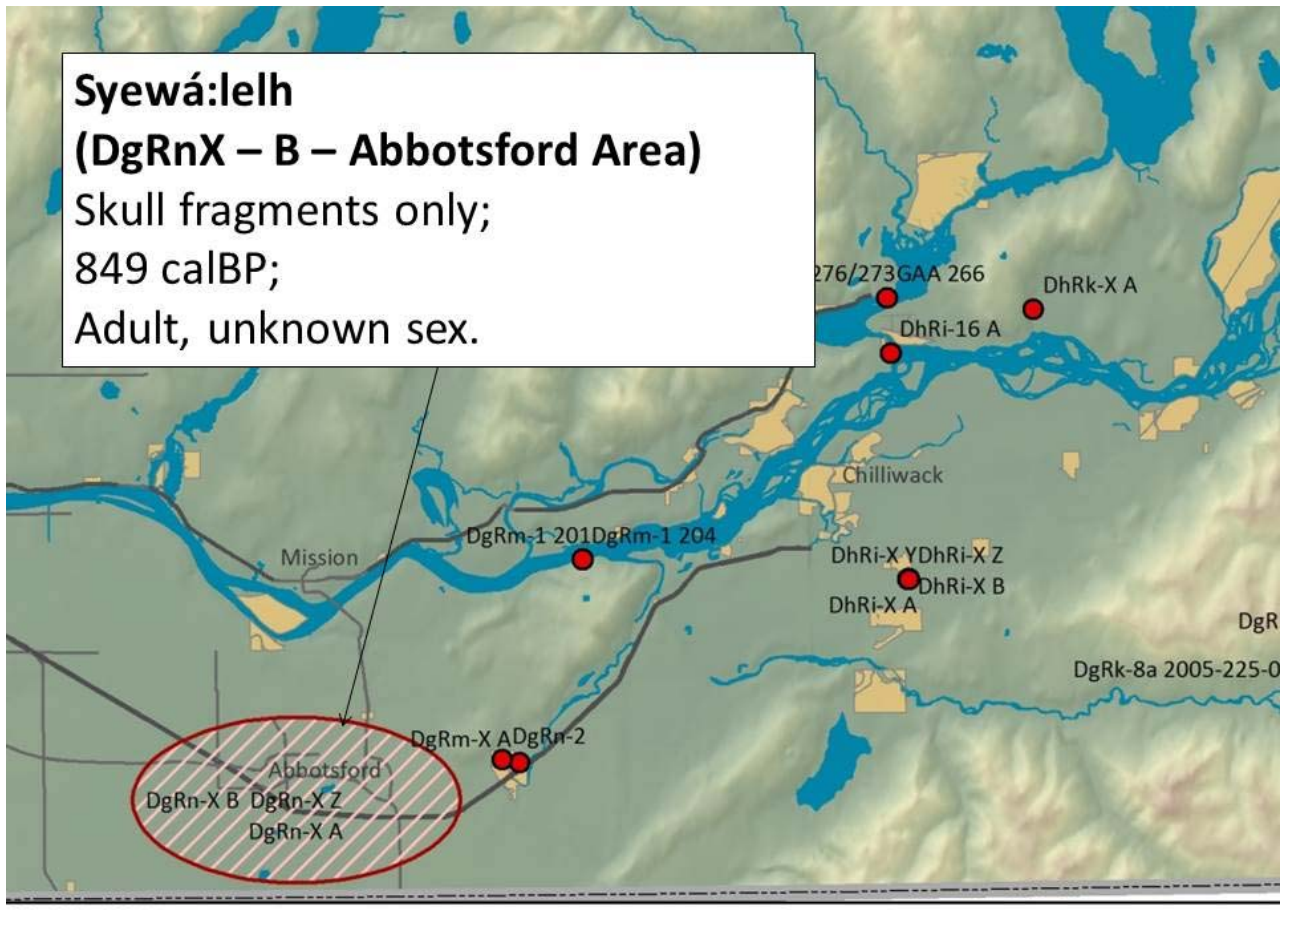 Syewá:lelh
(DgRnX – B – Abbotsford Area)
Skull fragments only;
849 calBP;
Adult, unknown sex.
276/273GAA 266
DhRk-X A
DhRi-16 A
Chilliwack
DgRm-1 201DgRm-1 204
Mission
DhRi-X YDhRi-X Z
DhRi-X B
DhRi-X A
DgR
DgRk-8a 2005-225-0
DgRm-X ADgRn-2
Abbotsford
DgRn-X B DgRn-X Z
DgRn-X A